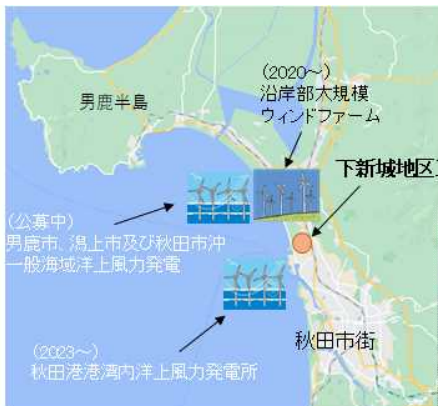 (2020～)
沿岸部大規模
ウィンドファーム
男鹿半島
下新城地区
(公募中)
男鹿市、潟上市及び秋田市沖
一般海域洋上風力発電
秋田市街
(2023～)
秋田港港湾内洋上風力発電所